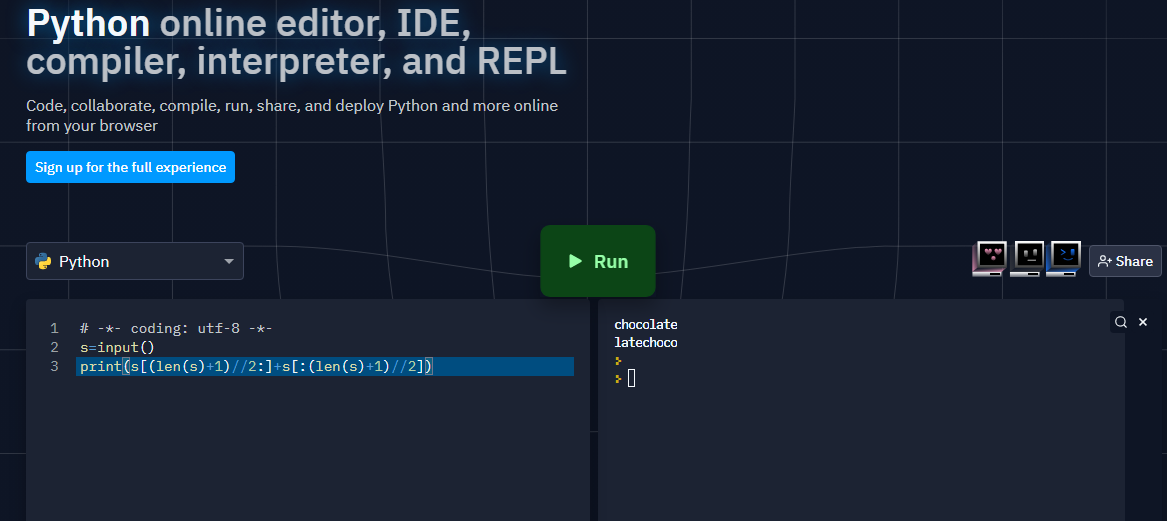 Python online editor, IDE,
compiler, interpreter, and REPL
Code, collaborate, compile, run, share, and deploy Python and more online
from your browser
Sign up for the full experience
Python
Run
Share
1 # -*- coding: utf-8 -*-
2 s=input()
3 print(s[(len(s)+1)//2:]+s[:(len(s)+1)//2])
chocolate
latechoco